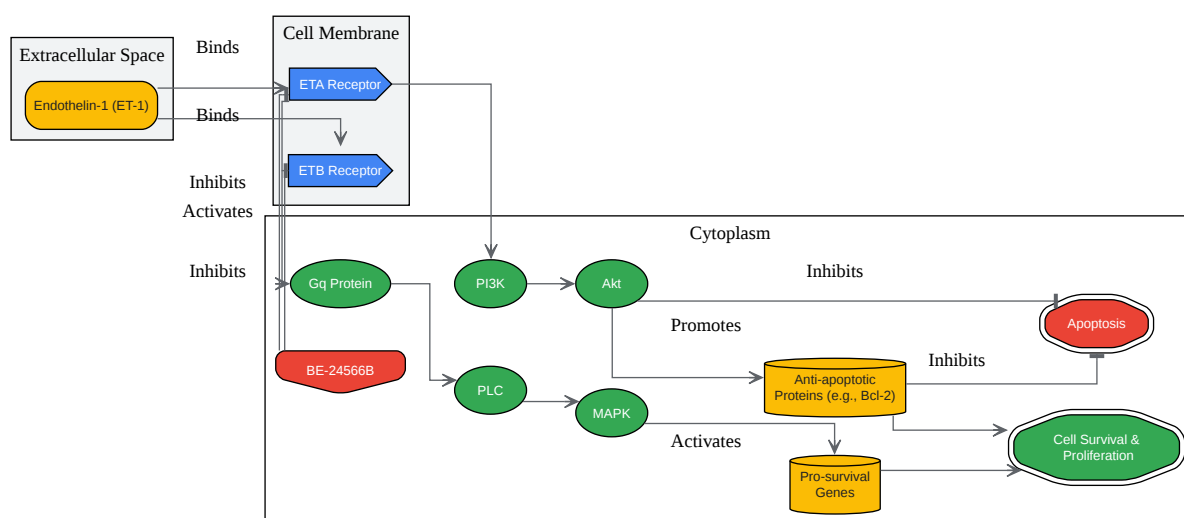 Cell Membrane
Extracellular Space
Binds
ETA Receptor
Endothelin-1 (ET-1)
Binds
ETB Receptor
Inhibits
Activates
Cytoplasm
Inhibits
Gq Protein
PI3K
Akt
Inhibits
Promotes
Apoptosis
BE-24566B
PLC
MAPK
Inhibits
Anti-apoptotic
Proteins (e.g., Bcl-2)
Activates
Cell Survival &
Proliferation
Pro-survival
Genes